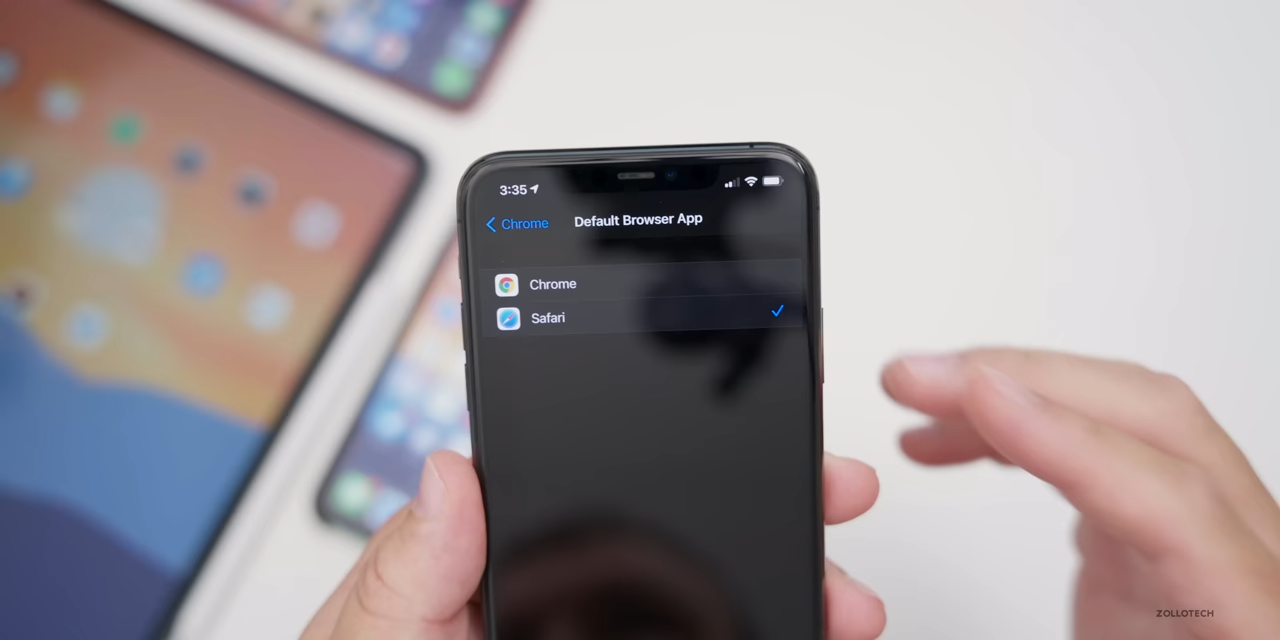 3:35
Chrome
Default Browser App
Chrome
Safari
ZOLLOTECH